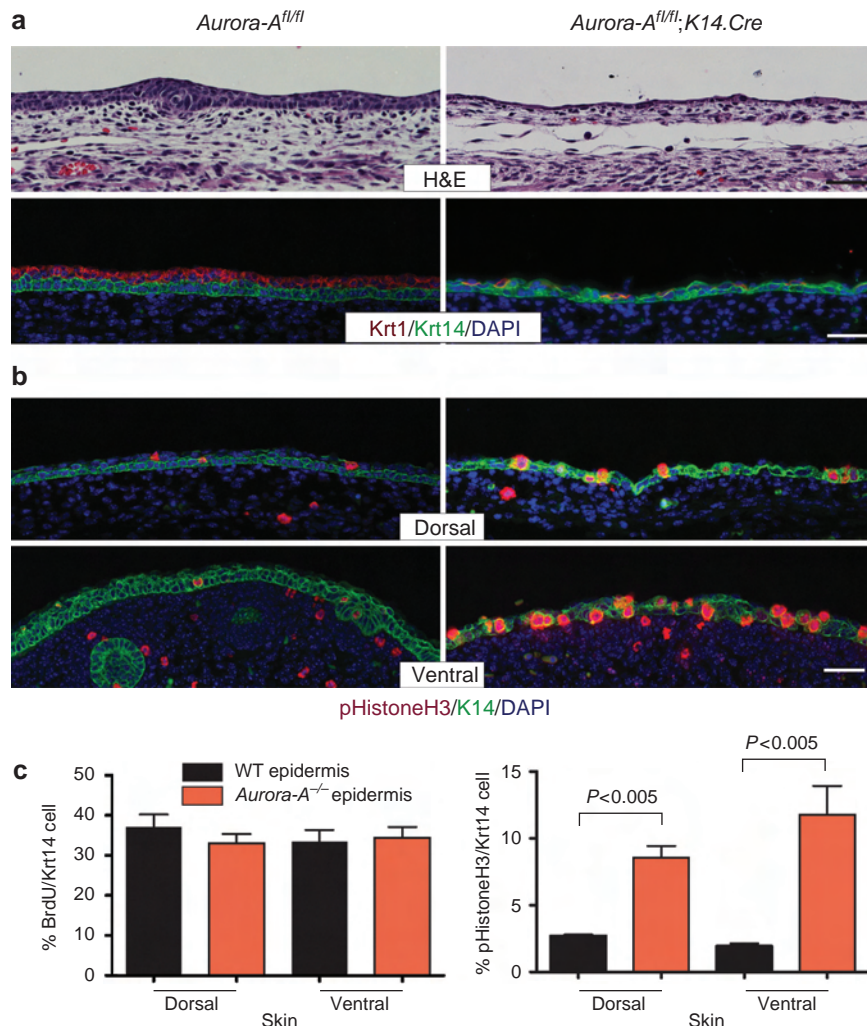 a
Aurora-A^fl/fl
Aurora-A^fl/fl;K14.Cre
H&E
Krt1/Krt14/DAPI
b
Dorsal
Ventral
pHistoneH3/K14/DAPI
c
% BrdU/Krt14 cell
50
40
30
20
10
0
WT epidermis
Aurora-A^–/– epidermis
Dorsal
Ventral
Skin
% pHistoneH3/Krt14 cell
15
10
5
0
P<0.005
P<0.005
Dorsal
Ventral
Skin